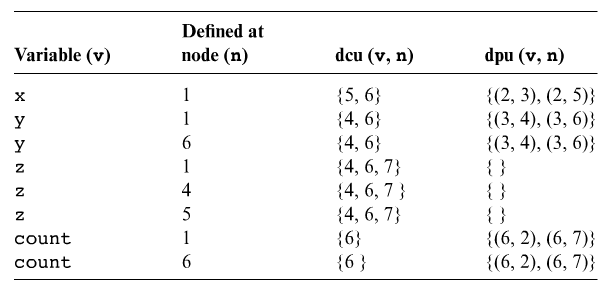 Defined at
Variable (v) node (n) dcu (v, n) dpu (v, n)
x 1 {5, 6} {(2, 3), (2, 5)}
y 1 {4, 6} {(3, 4), (3, 6)}
y 6 {4, 6} {(3, 4), (3, 6)}
z 1 {4, 6, 7} { }
z 4 {4, 6, 7 } { }
z 5 {4, 6, 7} { }
count 1 {6} {(6, 2), (6, 7)}
count 6 {6 } {(6, 2), (6, 7)}